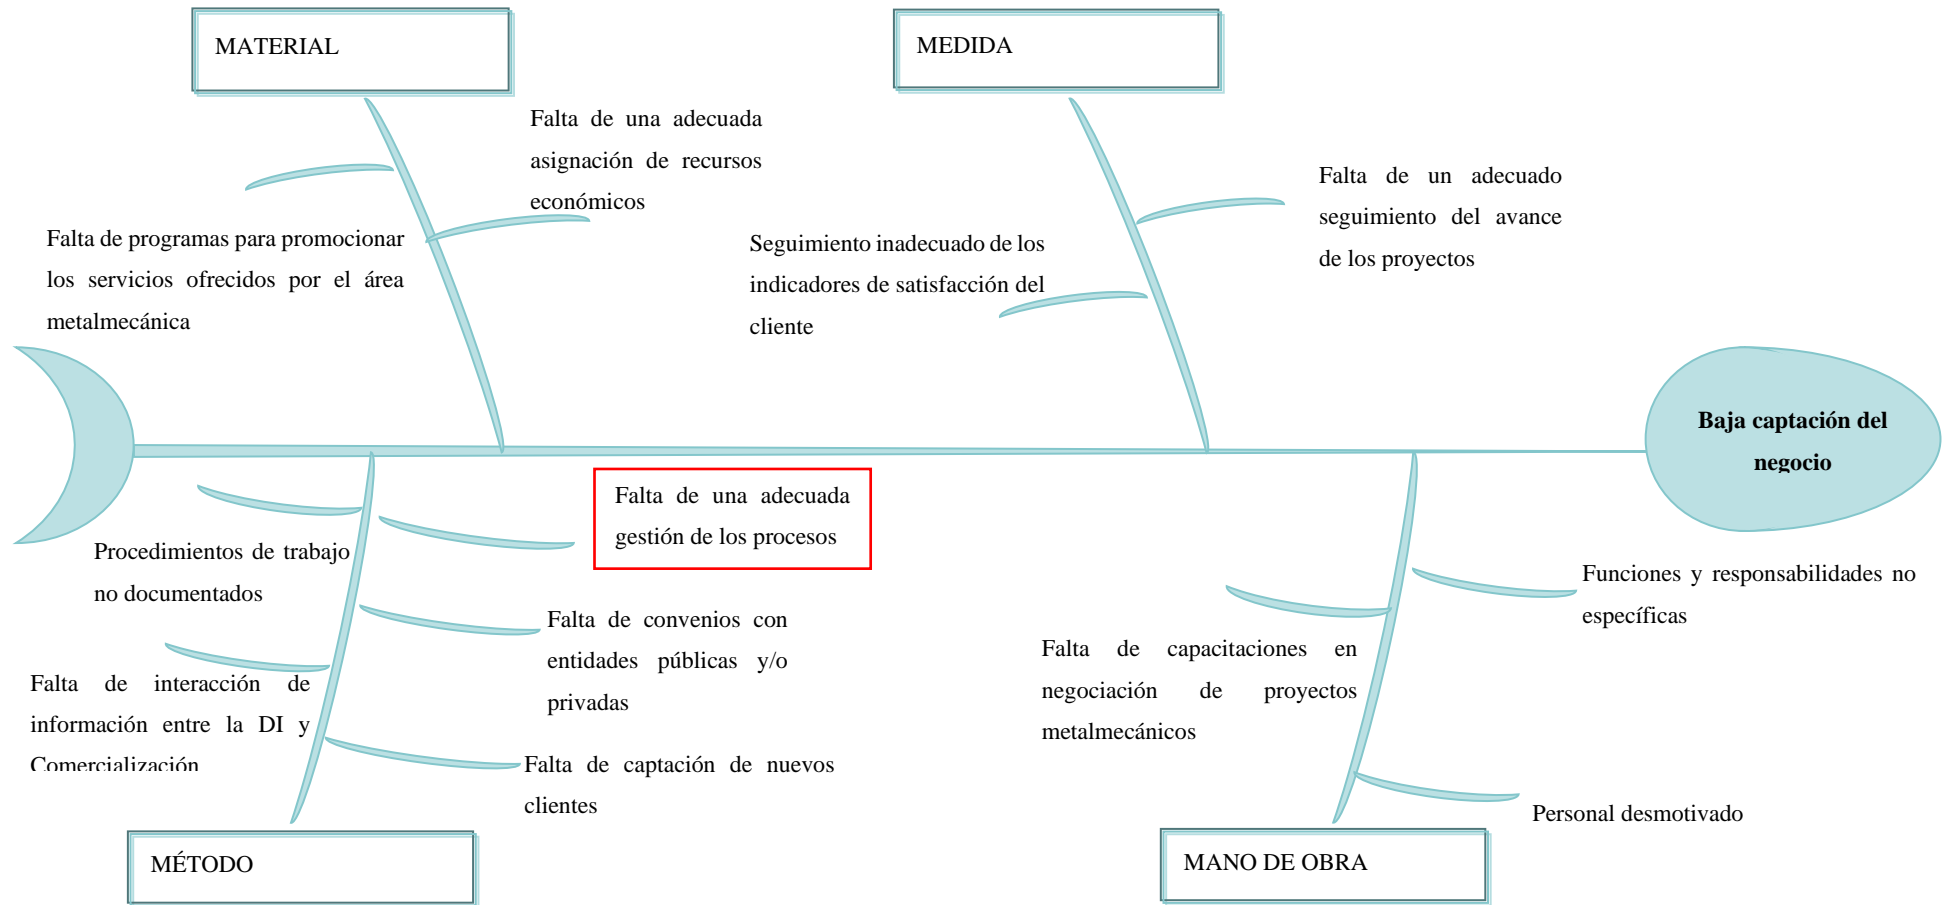 MATERIAL
MEDIDA
Falta de una adecuada
asignación de recursos
económicos
Falta de programas para promocionar
los servicios ofrecidos por el área
metalmecánica
Falta de un adecuado
seguimiento del avance
de los proyectos
Seguimiento inadecuado de los
indicadores de satisfacción del
cliente
Baja captación del
negocio
Falta de una adecuada
gestión de los procesos
Procedimientos de trabajo
no documentados
Falta de convenios con
entidades públicas y/o
privadas
Falta de interacción de
información entre la DI y
Comercialización
Falta de captación de nuevos
clientes
Funciones y responsabilidades no
específicas
Falta de capacitaciones en
negociación de proyectos
metalmecánicos
Personal desmotivado
MÉTODO
MANO DE OBRA